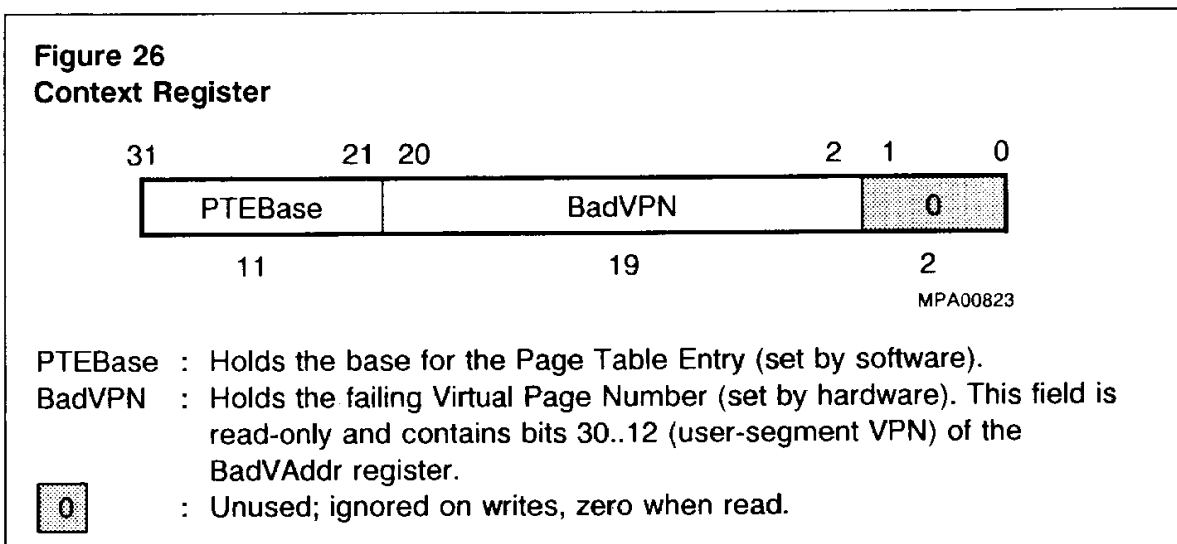 Figure 26
Context Register
31 21 20 2 1 0
PTEBase BadVPN 0
11 19 2
MPA00823
PTEBase : Holds the base for the Page Table Entry (set by software).
BadVPN : Holds the failing Virtual Page Number (set by hardware). This field is
read-only and contains bits 30..12 (user-segment VPN) of the
BadVAddr register.
0 : Unused; ignored on writes, zero when read.